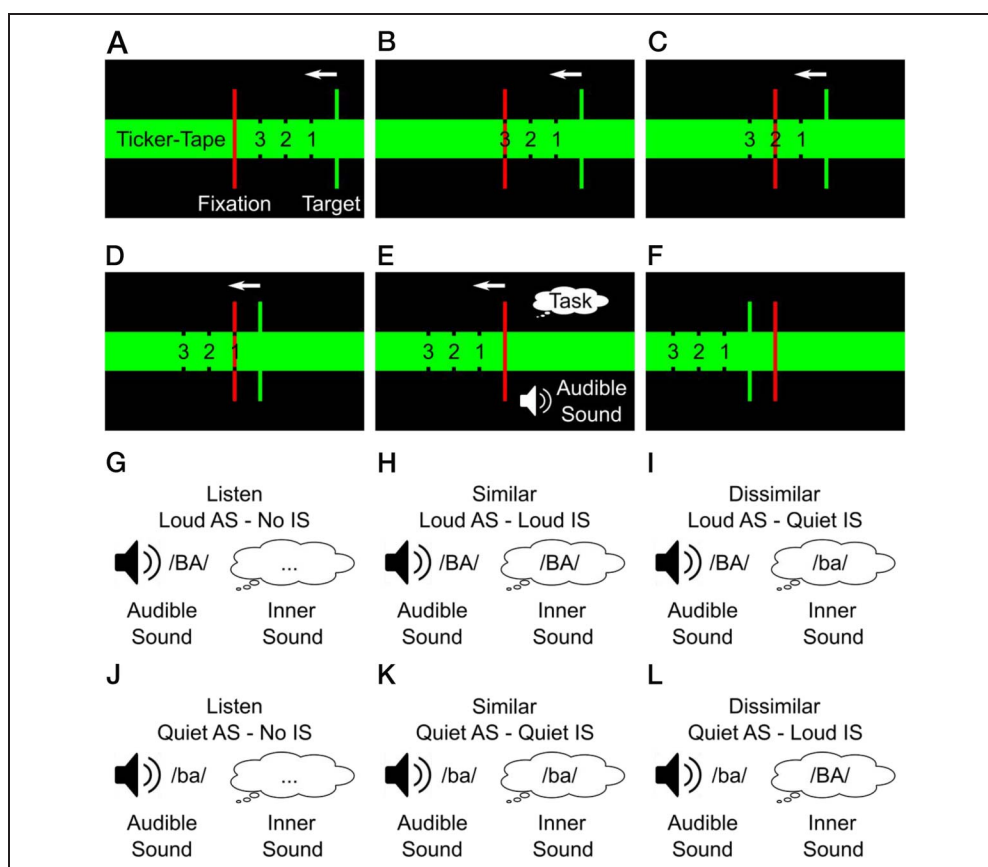 A
B
C
Ticker-Tape
3 2 1
Fixation
Target
3 2 1
3 2 1
D
E
F
3 2 1
3 2 1
Task
Audible
Sound
3 2 1
G
H
I
Listen
Loud AS - No IS
/BA/
...
Audible
Sound
Inner
Sound
Similar
Loud AS - Loud IS
/BA/
/BA/
Audible
Sound
Inner
Sound
Dissimilar
Loud AS - Quiet IS
/BA/
/ba/
Audible
Sound
Inner
Sound
J
K
L
Listen
Quiet AS - No IS
/ba/
...
Audible
Sound
Inner
Sound
Similar
Quiet AS - Quiet IS
/ba/
/ba/
Audible
Sound
Inner
Sound
Dissimilar
Quiet AS - Loud IS
/ba/
/BA/
Audible
Sound
Inner
Sound